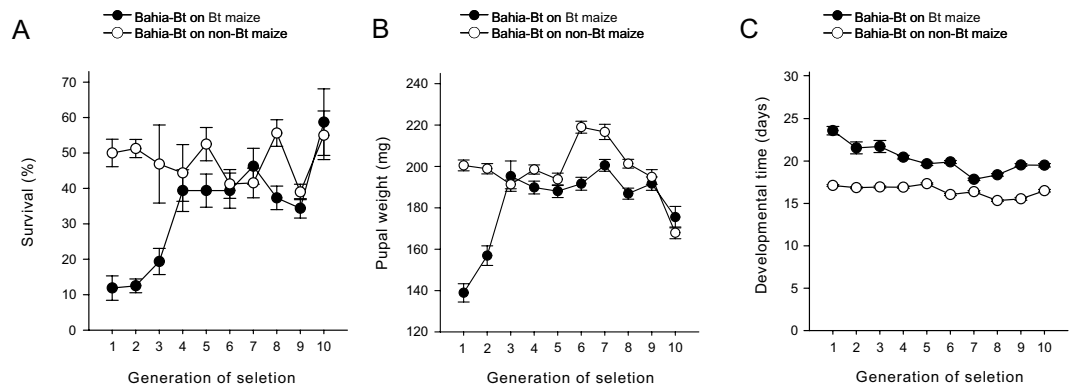 A
Bahia-Bt on Bt maize
Bahia-Bt on non-Bt maize
70
60
50
40
30
20
10
0
Survival (%)
1 2 3 4 5 6 7 8 9 10
Generation of seletion
B
Bahia-Bt on Bt maize
Bahia-Bt on non-Bt maize
240
220
200
180
160
140
120
Pupal weight (mg)
1 2 3 4 5 6 7 8 9 10
Generation of seletion
C
Bahia-Bt on Bt maize
Bahia-Bt on non-Bt maize
30
25
20
15
10
5
0
Developmental time (days)
1 2 3 4 5 6 7 8 9 10
Generation of seletion